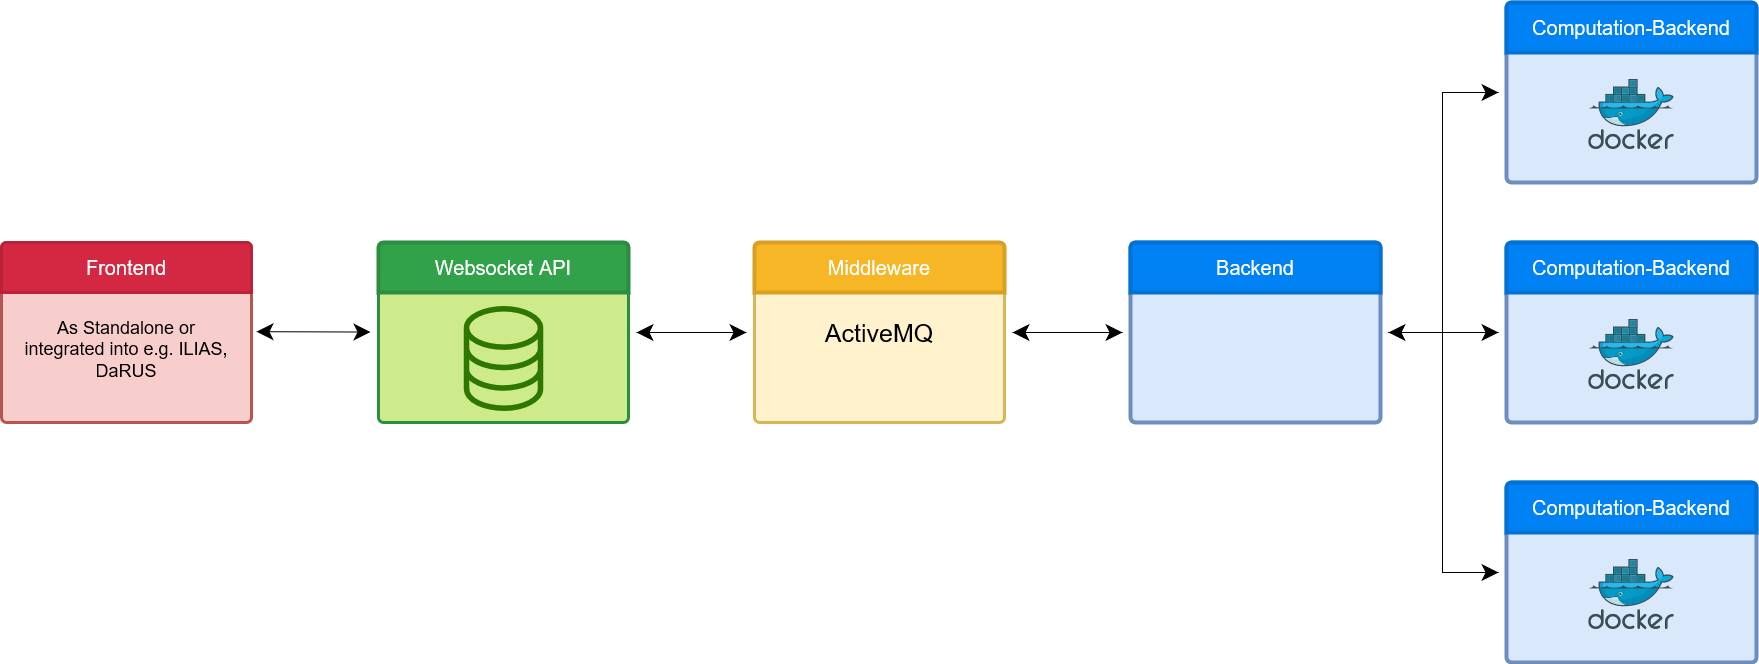 Frontend
As Standalone or
integrated into e.g. ILIAS,
DaRUS
Websocket API
Middleware
ActiveMQ
Backend
Computation-Backend
docker
Computation-Backend
docker
Computation-Backend
docker